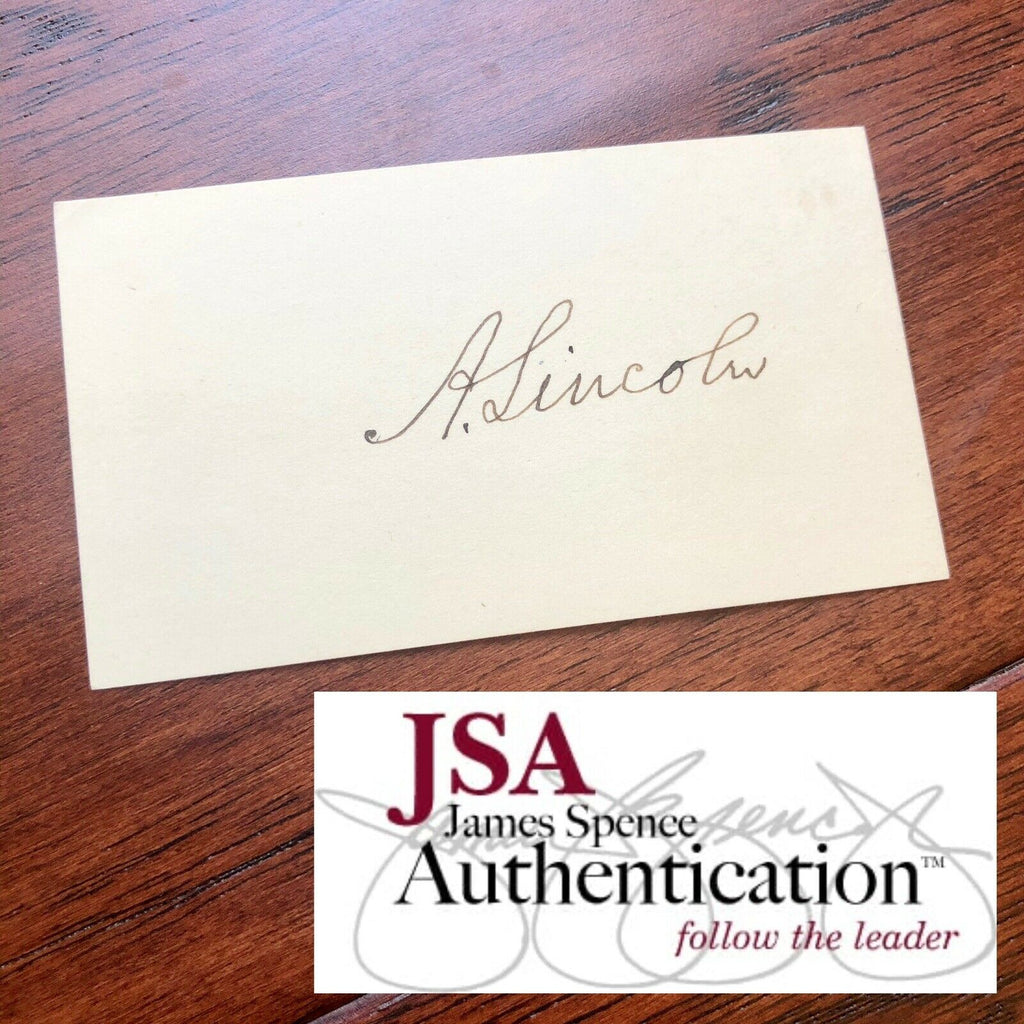 A. Lincoln
JSA
James Spence
Authentication™
follow the leader